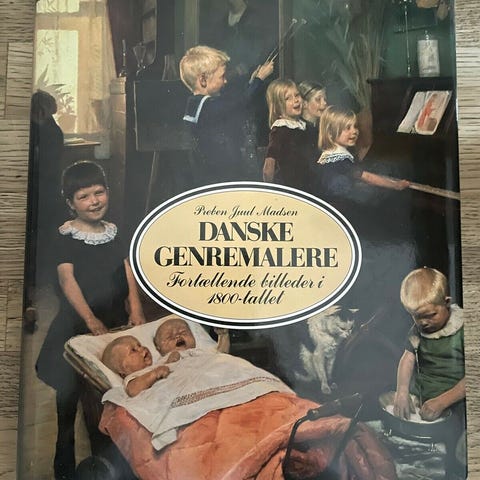 Preben Juul Madsen
DANSKE
GENREMALERE
Fortællende billeder i
1800-tallet